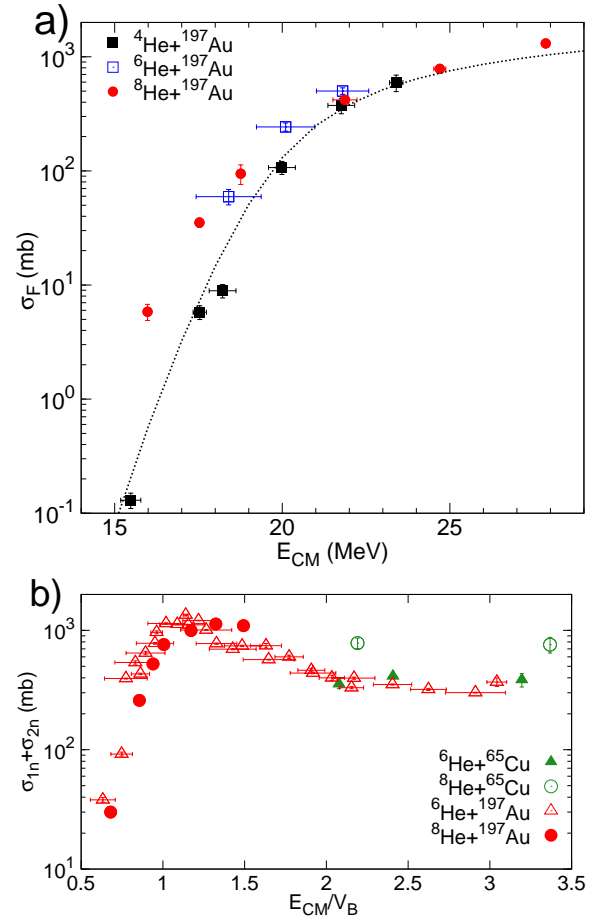 a)
⁴He+¹⁹⁷Au
⁶He+¹⁹⁷Au
⁸He+¹⁹⁷Au
10³
10²
10¹
10⁰
10⁻¹
σF (mb)
15 20 25
ECM (MeV)
b)
10³
10²
10¹
σ1n+σ2n (mb)
⁶He+⁶⁵Cu
⁸He+⁶⁵Cu
⁶He+¹⁹⁷Au
⁸He+¹⁹⁷Au
0.5 1 1.5 2 2.5 3 3.5
ECM/VB